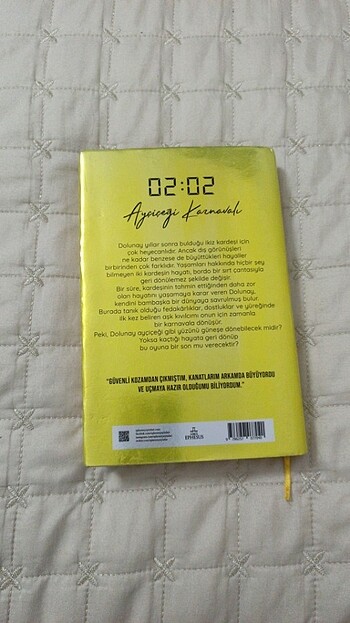 02:02
Ayçiçeği Karnavalı
Dolunay yıllar sonra bulduğu ikiz kardeşi için
çok heyecanlıdır. Ancak dış görünüşleri
ne kadar benzese de büyüttükleri hayaller
birbirinden çok farklıdır. Yaşamları hakkında hiçbir şey
bilmeyen iki kardeşin hayatı, bordo bir sırt çantasıyla
geri dönülemez şekilde değişir.
Bir süre, kardeşinin tahmin ettiğinden daha zor
olan hayatını yaşamaya karar veren Dolunay,
kendini bambaşka bir dünyaya savrulmuş bulur.
Burada tanık olduğu fedakârlıklar, dostluklar ve yüreğinde
ilk kez beliren aşk kıvılcımı onun için zamanla
bir karnavala dönüşür.
Peki, Dolunay ayçiçeği gibi yüzünü güneşe dönebilecek midir?
Yoksa kaçtığı hayata geri dönüp
bu oyuna bir son mu verecektir?
"GÜVENLİ KOZAMDAN ÇIKMIŞTIM, KANATLARIM ARKAMDA BÜYÜYORDU
VE UÇMAYA HAZIR OLDUĞUMU BİLİYORDUM."
EPHESUS